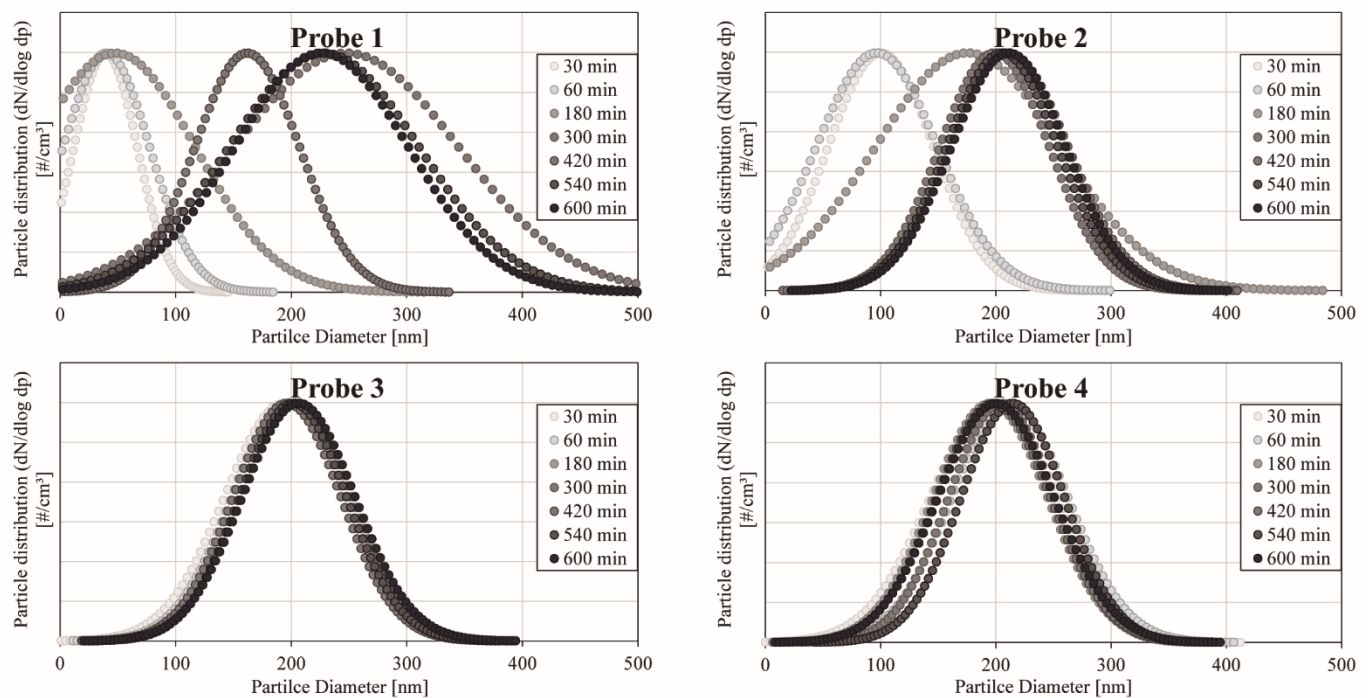 Probe 1
Particle distribution (dN/dlog dp)
[#/cm³]
30 min
60 min
180 min
300 min
420 min
540 min
600 min
0 100 200 300 400 500
Partilce Diameter [nm]
Probe 2
Particle distribution (dN/dlog dp)
[#/cm³]
30 min
60 min
180 min
300 min
420 min
540 min
600 min
0 100 200 300 400 500
Partilce Diameter [nm]
Probe 3
Particle distribution (dN/dlog dp)
[#/cm³]
30 min
60 min
180 min
300 min
420 min
540 min
600 min
0 100 200 300 400 500
Partilce Diameter [nm]
Probe 4
Particle distribution (dN/dlog dp)
[#/cm³]
30 min
60 min
180 min
300 min
420 min
540 min
600 min
0 100 200 300 400 500
Partilce Diameter [nm]